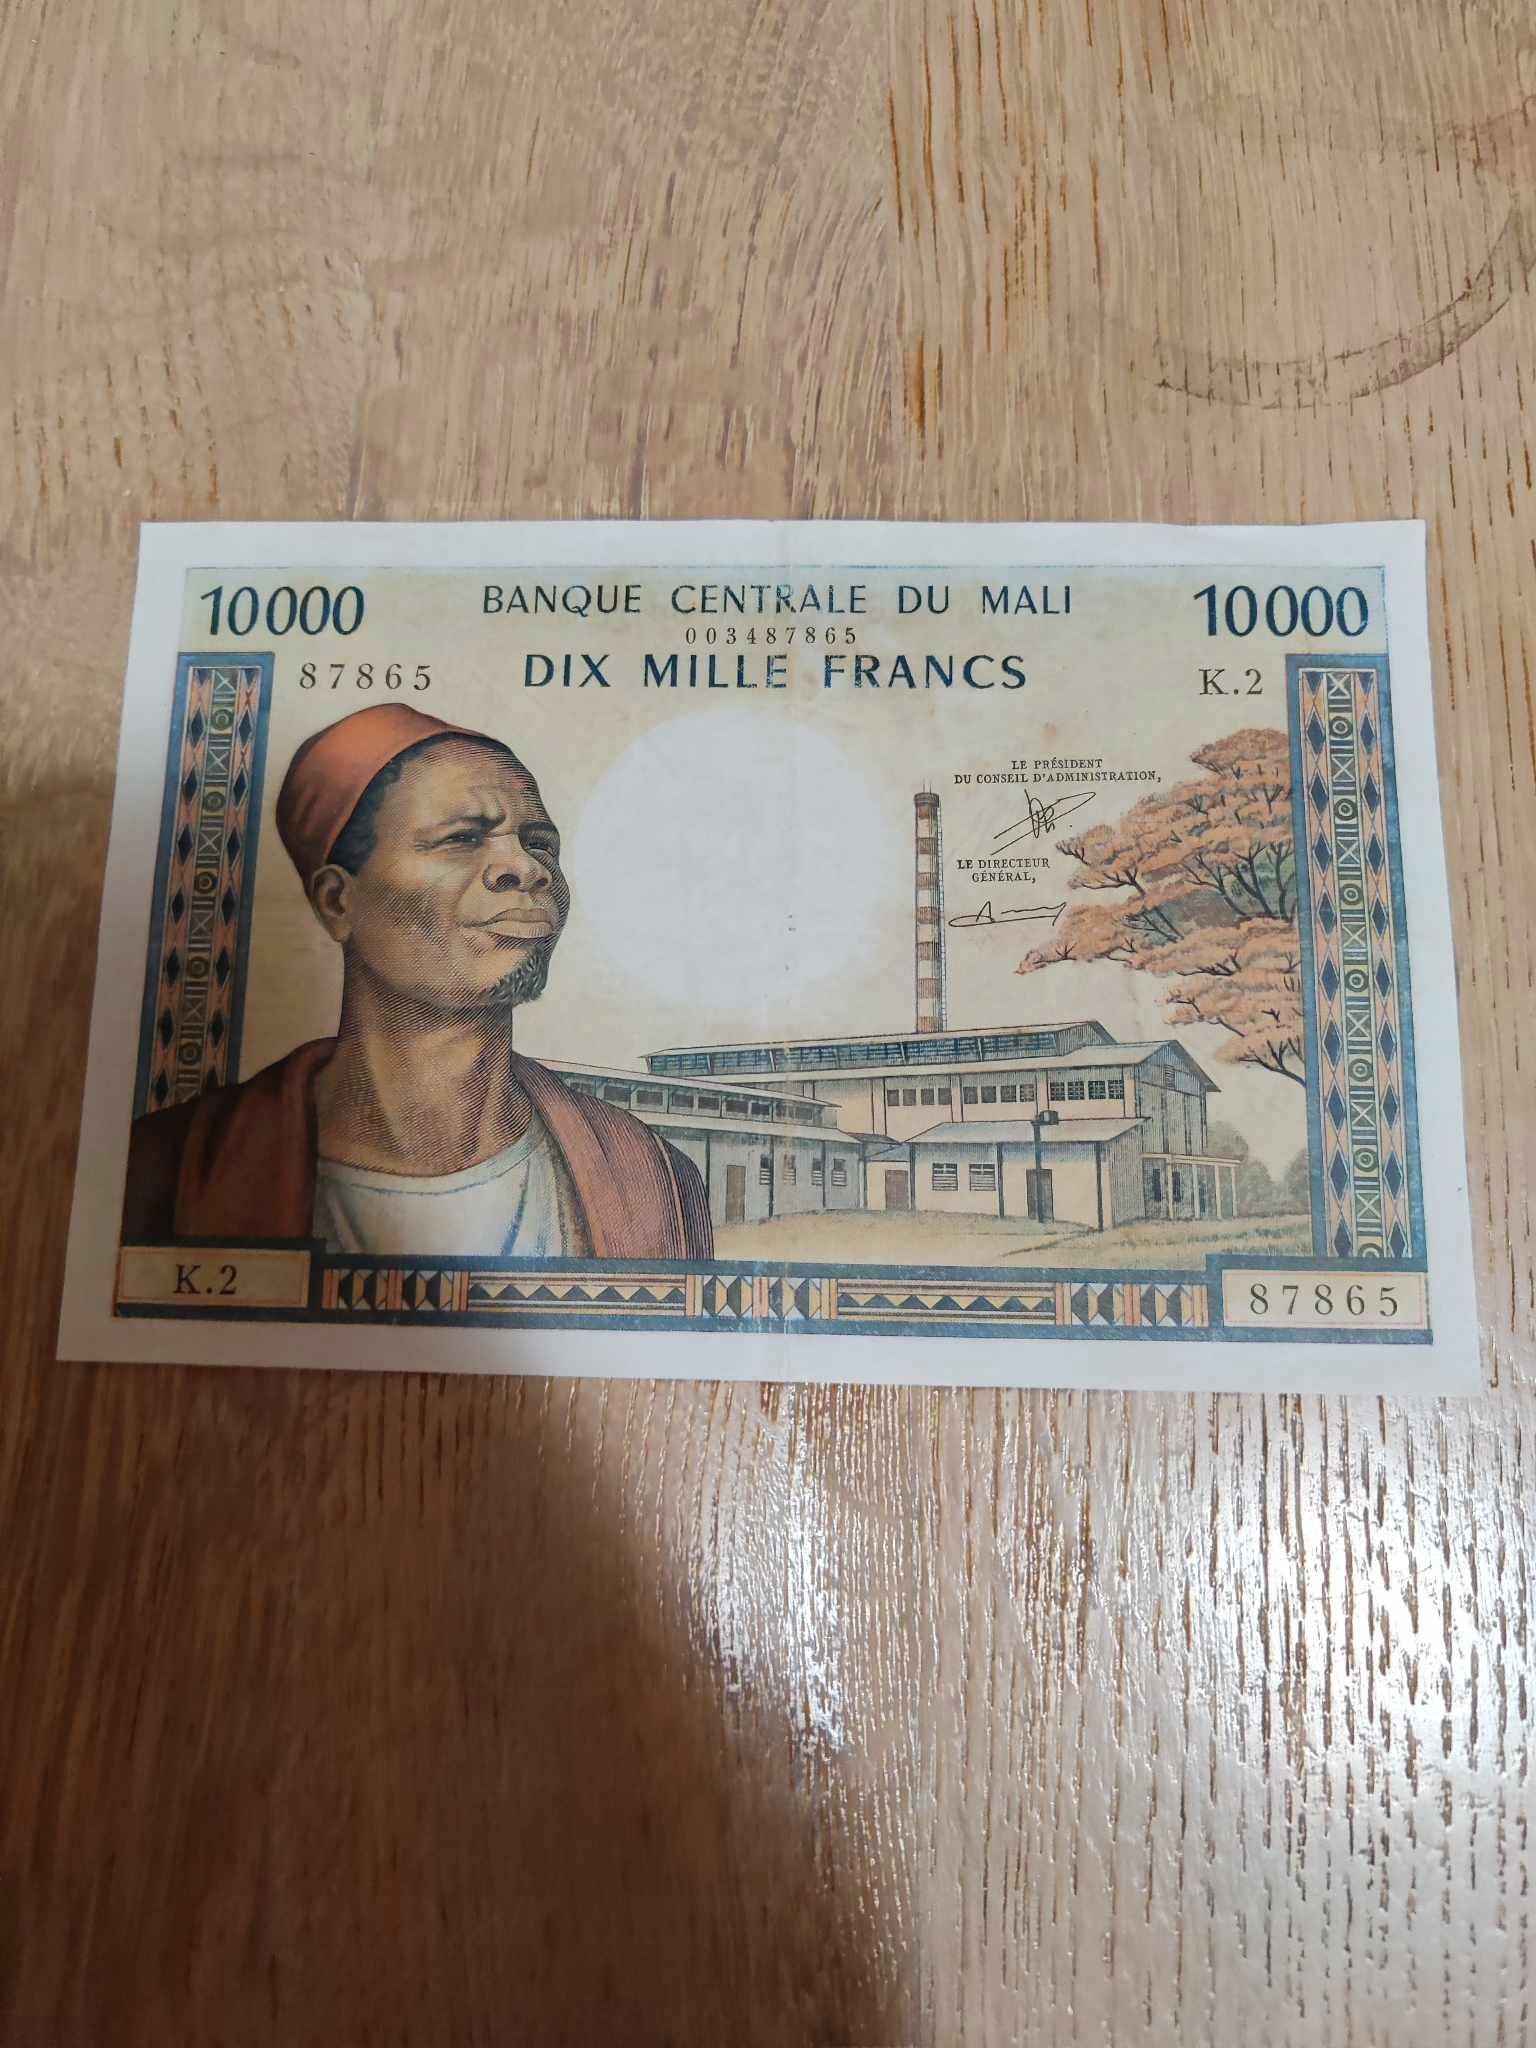 10000 BANQUE CENTRALE DU MALI 10000
003487865
87865 DIX MILLE FRANCS K.2
LE PRÉSIDENT
DU CONSEIL D'ADMINISTRATION,
LE DIRECTEUR
GÉNÉRAL,
K.2 87865